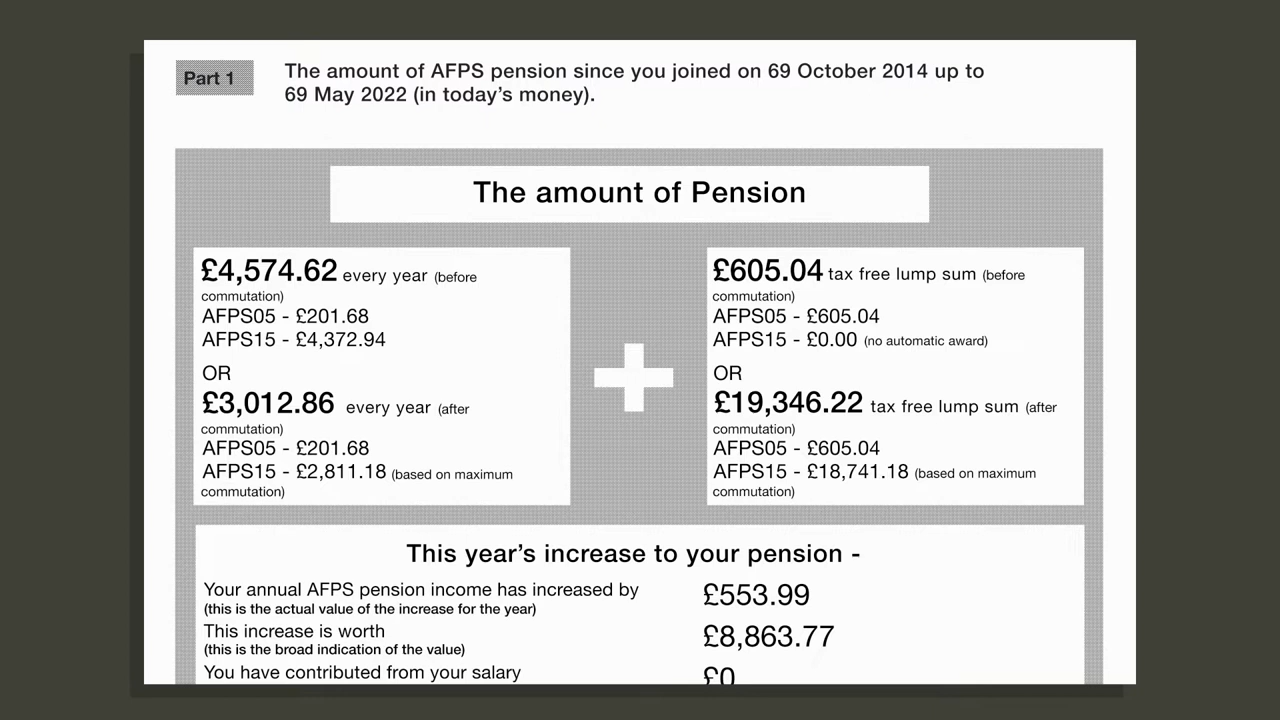 Part 1
The amount of AFPS pension since you joined on 69 October 2014 up to
69 May 2022 (in today's money).
The amount of Pension
£4,574.62 every year (before
commutation)
AFPS05 - £201.68
AFPS15 - £4,372.94
OR
£3,012.86 every year (after
commutation)
AFPS05 - £201.68
AFPS15 - £2,811.18 (based on maximum
commutation)
£605.04 tax free lump sum (before
commutation)
AFPS05 - £605.04
AFPS15 - £0.00 (no automatic award)
OR
£19,346.22 tax free lump sum (after
commutation)
AFPS05 - £605.04
AFPS15 - £18,741.18 (based on maximum
commutation)
This year's increase to your pension -
Your annual AFPS pension income has increased by £553.99
(this is the actual value of the increase for the year)
This increase is worth £8,863.77
(this is the broad indication of the value)
You have contributed from your salary £0